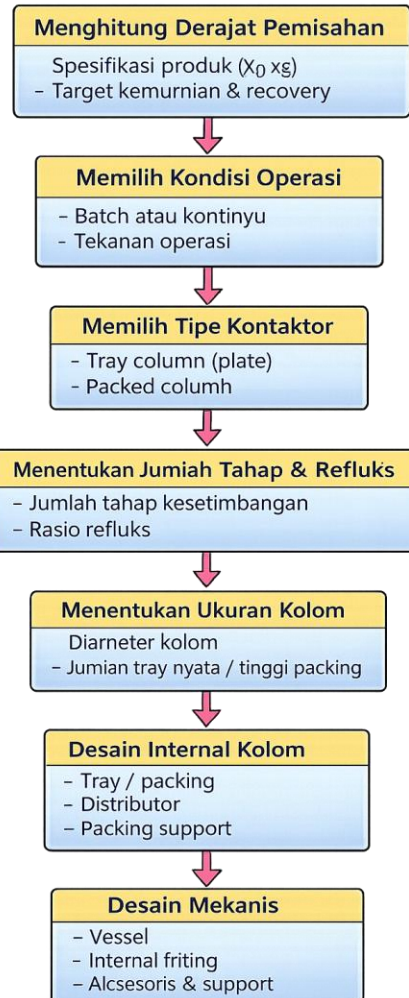 Menghitung Derajat Pemisahan
Spesifikasi produk (X₀ xg)
– Target kemurnian & recovery
Memilih Kondisi Operasi
– Batch atau kontinyu
– Tekanan operasi
Memilih Tipe Kontaktor
– Tray column (plate)
– Packed columh
Menentukan Jumiah Tahap & Refluks
– Jumlah tahap kesetimbangan
– Rasio refluks
Menentukan Ukuran Kolom
Diarneter kolom
– Jumian tray nyata / tinggi packing
Desain Internal Kolom
– Tray / packing
– Distributor
– Packing support
Desain Mekanis
– Vessel
– Internal friting
– Alcsesoris & support